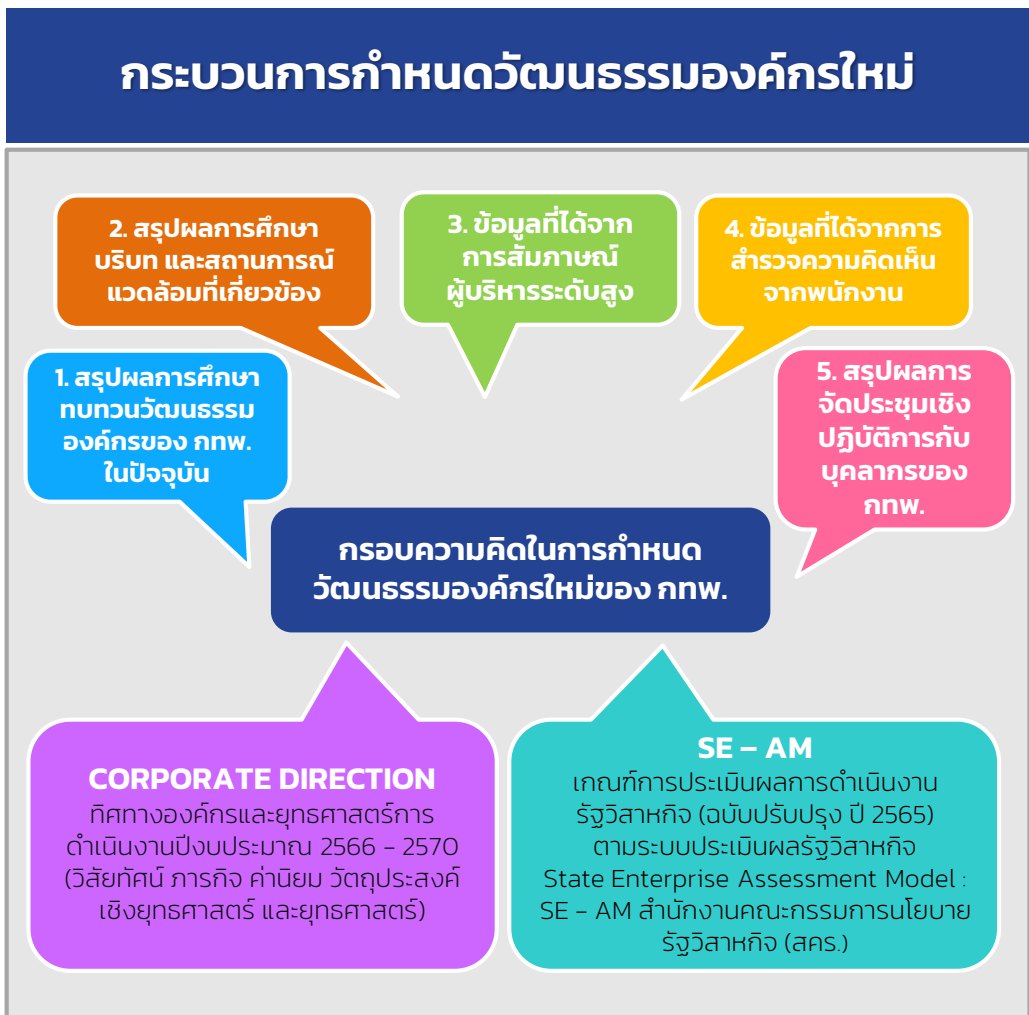 กระบวนการกำหนดวัฒนธรรมองค์กรใหม่
2. สรุปผลการศึกษา
บริบท และสถานการณ์
แวดล้อมที่เกี่ยวข้อง
3. ข้อมูลที่ได้จาก
การสัมภาษณ์
ผู้บริหารระดับสูง
4. ข้อมูลที่ได้จากการ
สำรวจความคิดเห็น
จากพนักงาน
1. สรุปผลการศึกษา
ทบทวนวัฒนธรรม
องค์กรของ กทพ.
ในปัจจุบัน
5. สรุปผลการ
จัดประชุมเชิง
ปฏิบัติการกับ
บุคลากรของ
กทพ.
กรอบความคิดในการกำหนด
วัฒนธรรมองค์กรใหม่ของ กทพ.
CORPORATE DIRECTION
ทิศทางองค์กรและยุทธศาสตร์การ
ดำเนินงานปีงบประมาณ 2566 – 2570
(วิสัยทัศน์ ภารกิจ ค่านิยม วัตถุประสงค์
เชิงยุทธศาสตร์ และยุทธศาสตร์)
SE – AM
เกณฑ์การประเมินผลการดำเนินงาน
รัฐวิสาหกิจ (ฉบับปรับปรุง ปี 2565)
ตามระบบประเมินผลรัฐวิสาหกิจ
State Enterprise Assessment Model :
SE – AM สำนักงานคณะกรรมการนโยบาย
รัฐวิสาหกิจ (สคร.)